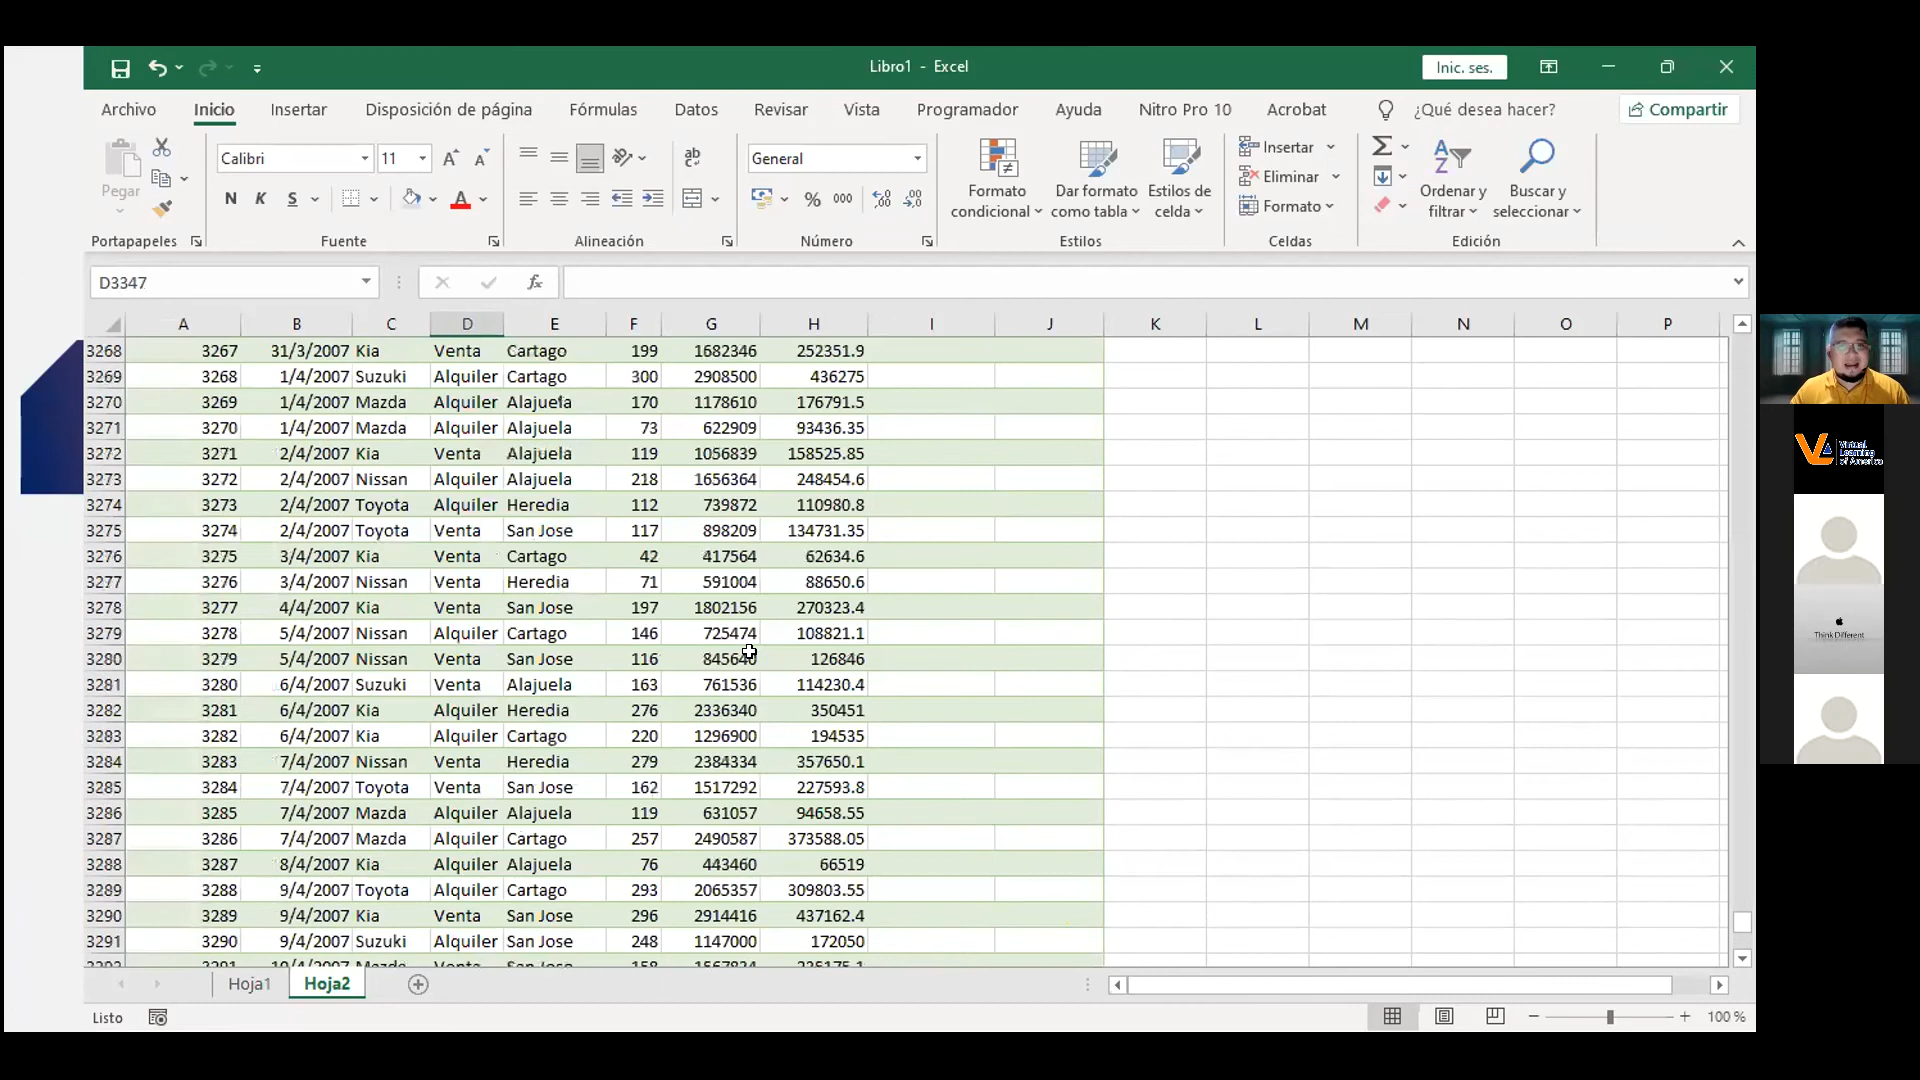 Libro1 - Excel
Inic. ses.
Archivo Inicio Insertar Disposición de página Fórmulas Datos Revisar Vista Programador Ayuda Nitro Pro 10 Acrobat ¿Qué desea hacer? Compartir
Pegar Calibri 11 General Formato condicional Dar formato como tabla Estilos de celda Insertar Eliminar Formato Ordenar y filtrar Buscar y seleccionar
N K S A ab c % 000
Portapapeles Fuente Alineación Número Estilos Celdas Edición
D3347 fx
A B C D E F G H I J K L M N O P
3268 3267 31/3/2007 Kia Venta Cartago 199 1682346 252351.9
3269 3268 1/4/2007 Suzuki Alquiler Cartago 300 2908500 436275
3270 3269 1/4/2007 Mazda Alquiler Alajuela 170 1178610 176791.5
3271 3270 1/4/2007 Mazda Alquiler Alajuela 73 622909 93436.35
3272 3271 2/4/2007 Kia Venta Alajuela 119 1056839 158525.85
3273 3272 2/4/2007 Nissan Alquiler Alajuela 218 1656364 248454.6
3274 3273 2/4/2007 Toyota Alquiler Heredia 112 739872 110980.8
3275 3274 2/4/2007 Toyota Venta San Jose 117 898209 134731.35
3276 3275 3/4/2007 Kia Venta Cartago 42 417564 62634.6
3277 3276 3/4/2007 Nissan Venta Heredia 71 591004 88650.6
3278 3277 4/4/2007 Kia Venta San Jose 197 1802156 270323.4
3279 3278 5/4/2007 Nissan Alquiler Cartago 146 725474 108821.1
3280 3279 5/4/2007 Nissan Venta San Jose 116 845640 126846
3281 3280 6/4/2007 Suzuki Venta Alajuela 163 761536 114230.4
3282 3281 6/4/2007 Kia Alquiler Heredia 276 2336340 350451
3283 3282 6/4/2007 Kia Alquiler Cartago 220 1296900 194535
3284 3283 7/4/2007 Nissan Venta Heredia 279 2384334 357650.1
3285 3284 7/4/2007 Toyota Venta San Jose 162 1517292 227593.8
3286 3285 7/4/2007 Mazda Alquiler Alajuela 119 631057 94658.55
3287 3286 7/4/2007 Mazda Alquiler Cartago 257 2490587 373588.05
3288 3287 8/4/2007 Kia Alquiler Alajuela 76 443460 66519
3289 3288 9/4/2007 Toyota Alquiler Cartago 293 2065357 309803.55
3290 3289 9/4/2007 Kia Venta San Jose 296 2914416 437162.4
3291 3290 9/4/2007 Suzuki Alquiler San Jose 248 1147000 172050
Hoja1 Hoja2
Listo 100 %
VLA Virtual
Learning
of America
Think Different